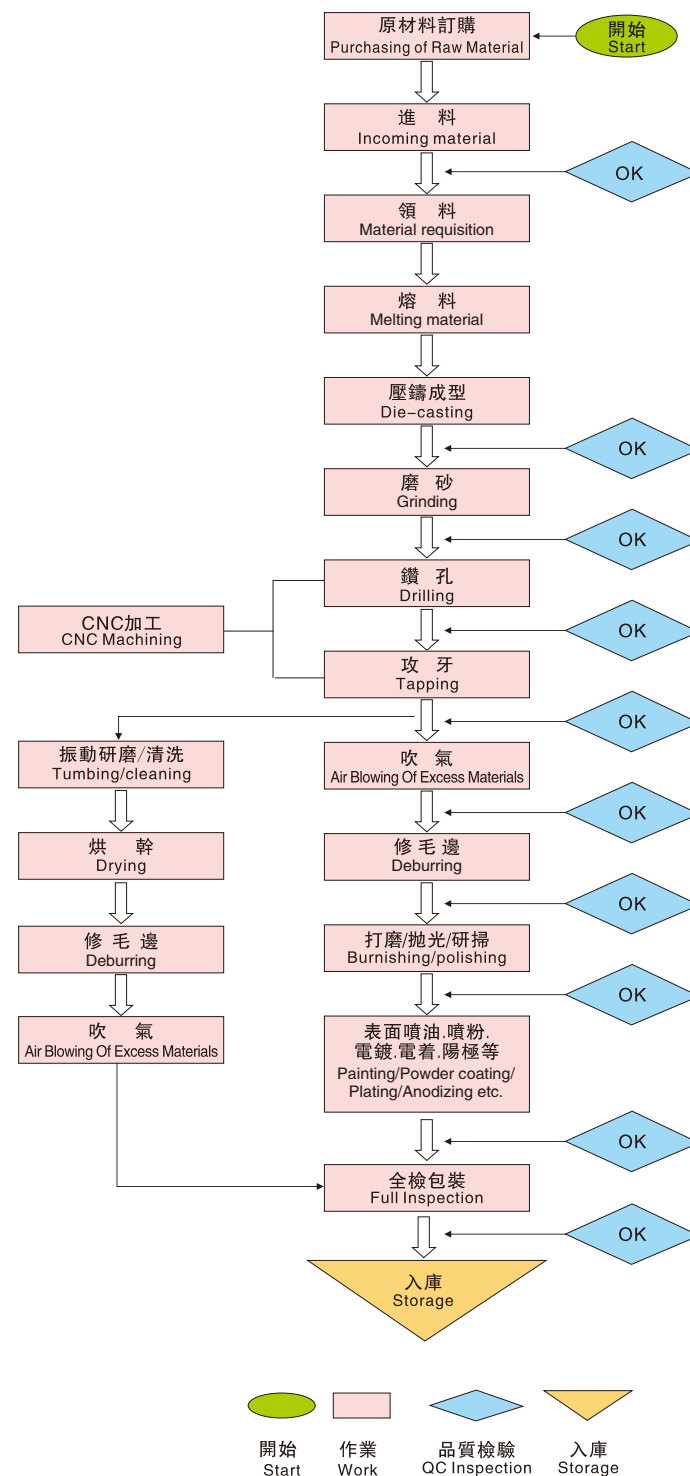 原材料訂購
Purchasing of Raw Material
開始
Start
進 料
Incoming material
OK
領 料
Material requisition
熔 料
Melting material
壓鑄成型
Die-casting
OK
磨 砂
Grinding
OK
鑽 孔
Drilling
CNC加工
CNC Machining
OK
攻 牙
Tapping
OK
振動研磨/清洗
Tumbing/cleaning
吹 氣
Air Blowing Of Excess Materials
OK
烘 幹
Drying
修 毛 邊
Deburring
OK
修 毛 邊
Deburring
打磨/抛光/研掃
Burnishing/polishing
OK
吹 氣
Air Blowing Of Excess Materials
表面噴油.噴粉.
電鍍.電着.陽極等
Painting/Powder coating/
Plating/Anodizing etc.
OK
全檢包裝
Full Inspection
OK
入庫
Storage
開始
Start
作業
Work
品質檢驗
QC Inspection
入庫
Storage